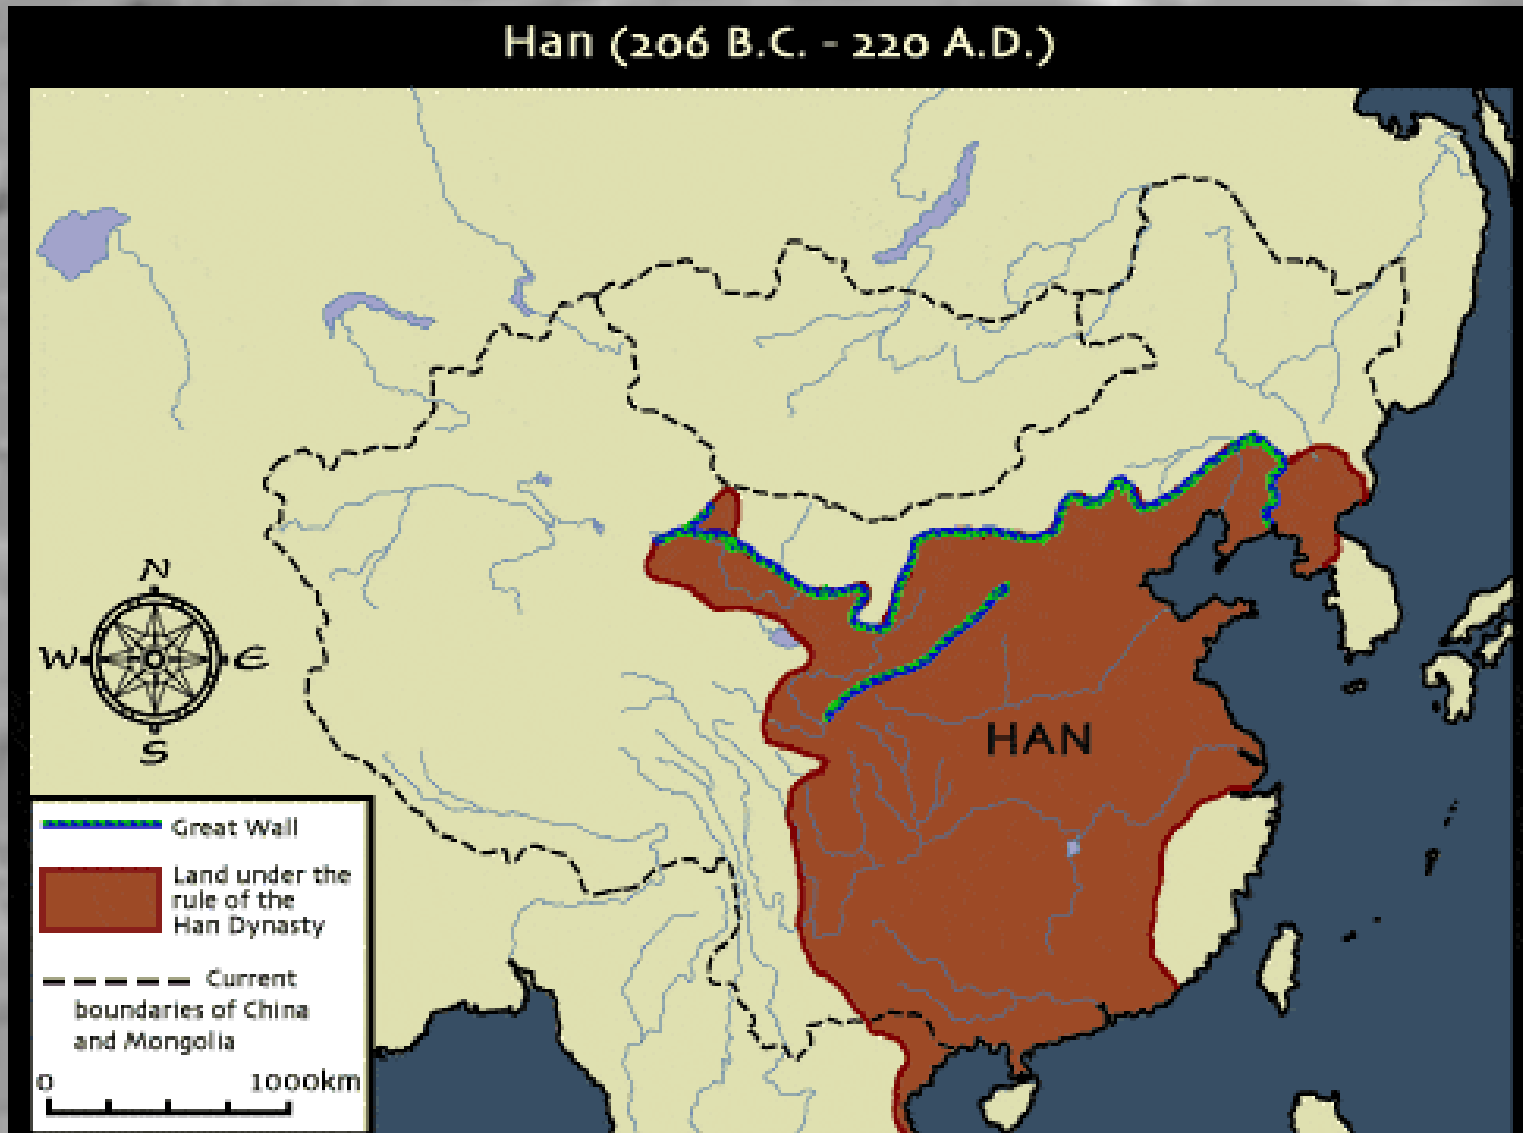 Han (206 B.C. - 220 A.D.)
N
W E
S
HAN
Great Wall
Land under the
rule of the
Han Dynasty
Current
boundaries of China
and Mongolia
0 1000km